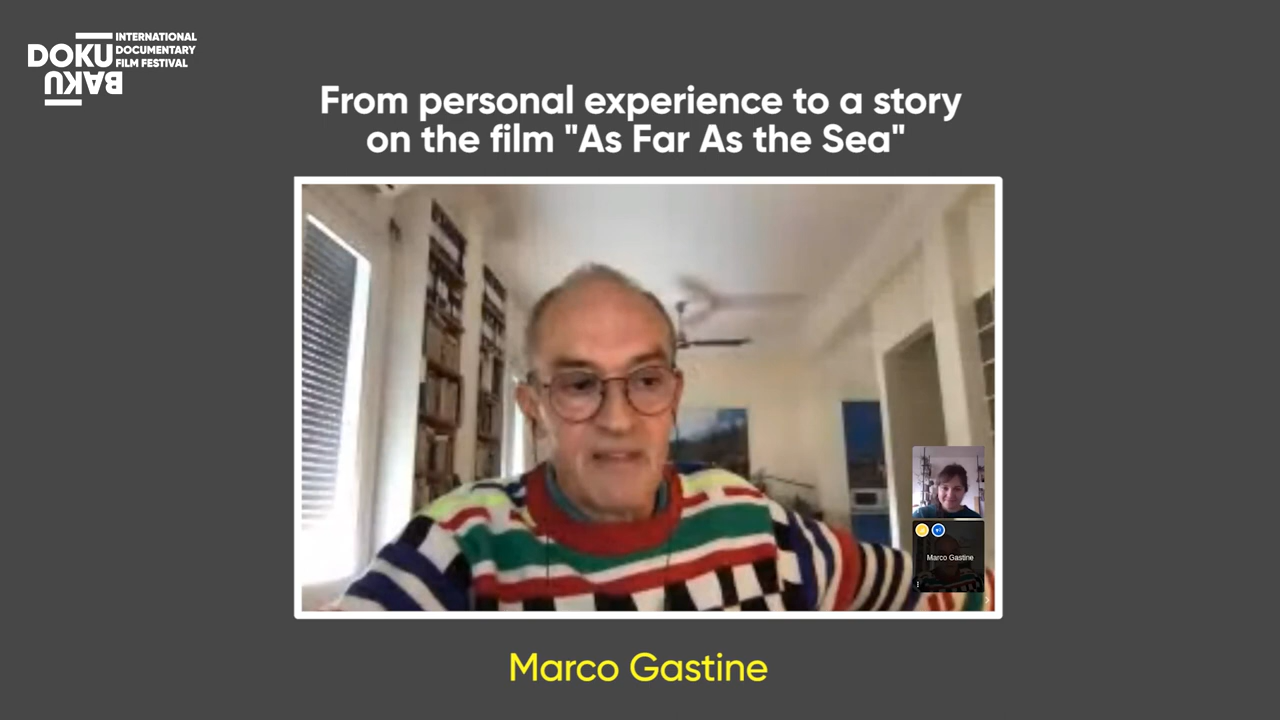 DOKU
BAKU
INTERNATIONAL
DOCUMENTARY
FILM FESTIVAL
From personal experience to a story
on the film "As Far As the Sea"
Marco Gastine
Marco Gastine